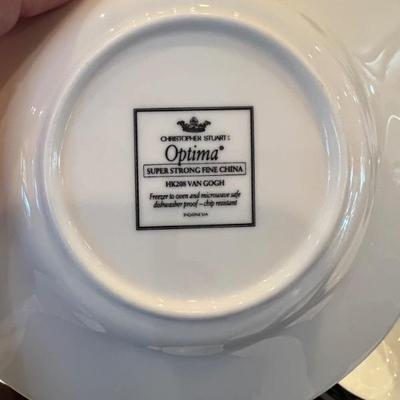 CHRISTOPHER STUART
Optima®
SUPER STRONG FINE CHINA
HK208 VAN GOGH
Freezer to oven and microwave safe
dishwasher proof—chip resistant
INDONESIA